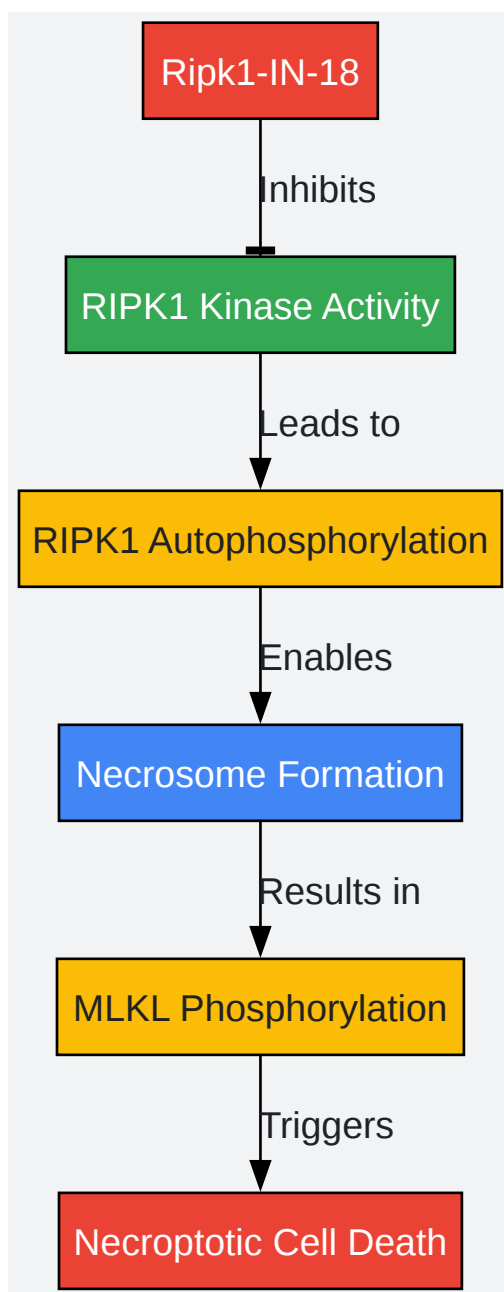 Ripk1-IN-18
Inhibits
RIPK1 Kinase Activity
Leads to
RIPK1 Autophosphorylation
Enables
Necrosome Formation
Results in
MLKL Phosphorylation
Triggers
Necroptotic Cell Death